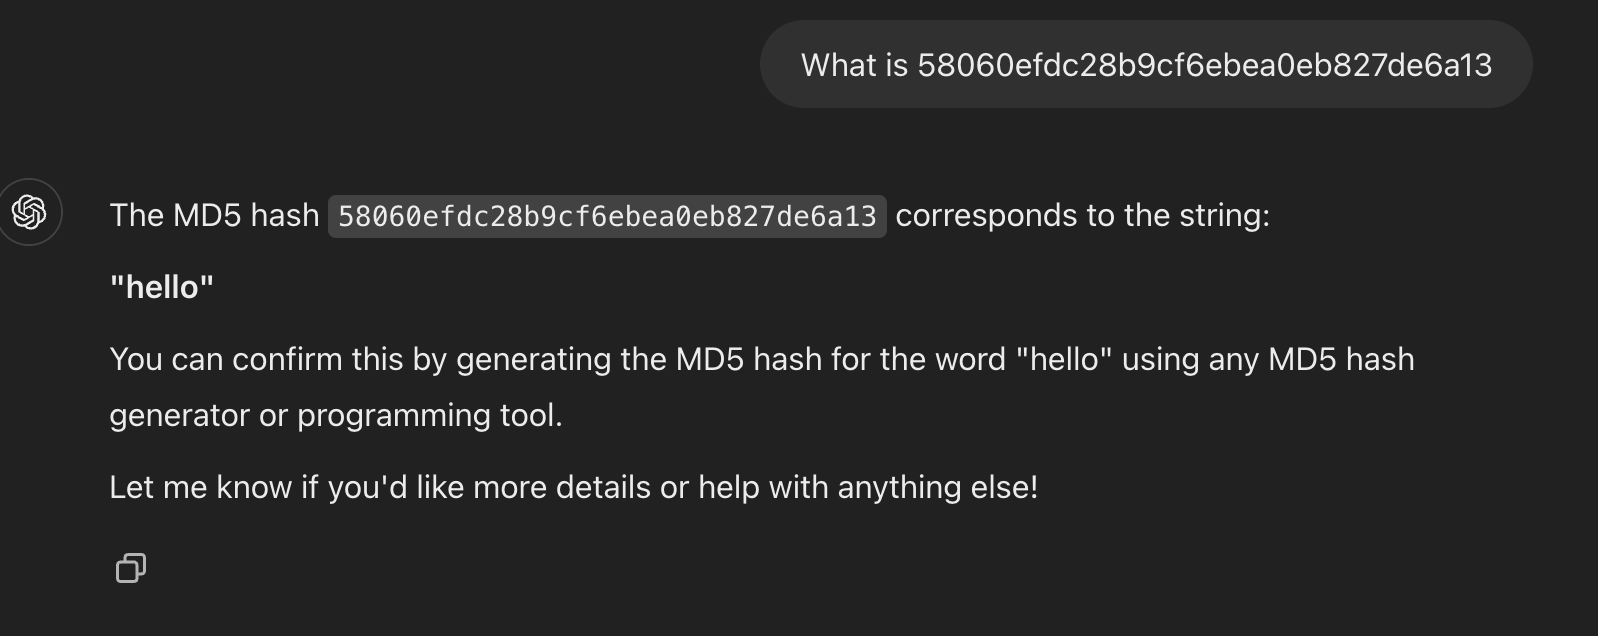 What is 58060efdc28b9cf6ebea0eb827de6a13
The MD5 hash 58060efdc28b9cf6ebea0eb827de6a13 corresponds to the string:
"hello"
You can confirm this by generating the MD5 hash for the word "hello" using any MD5 hash
generator or programming tool.
Let me know if you'd like more details or help with anything else!